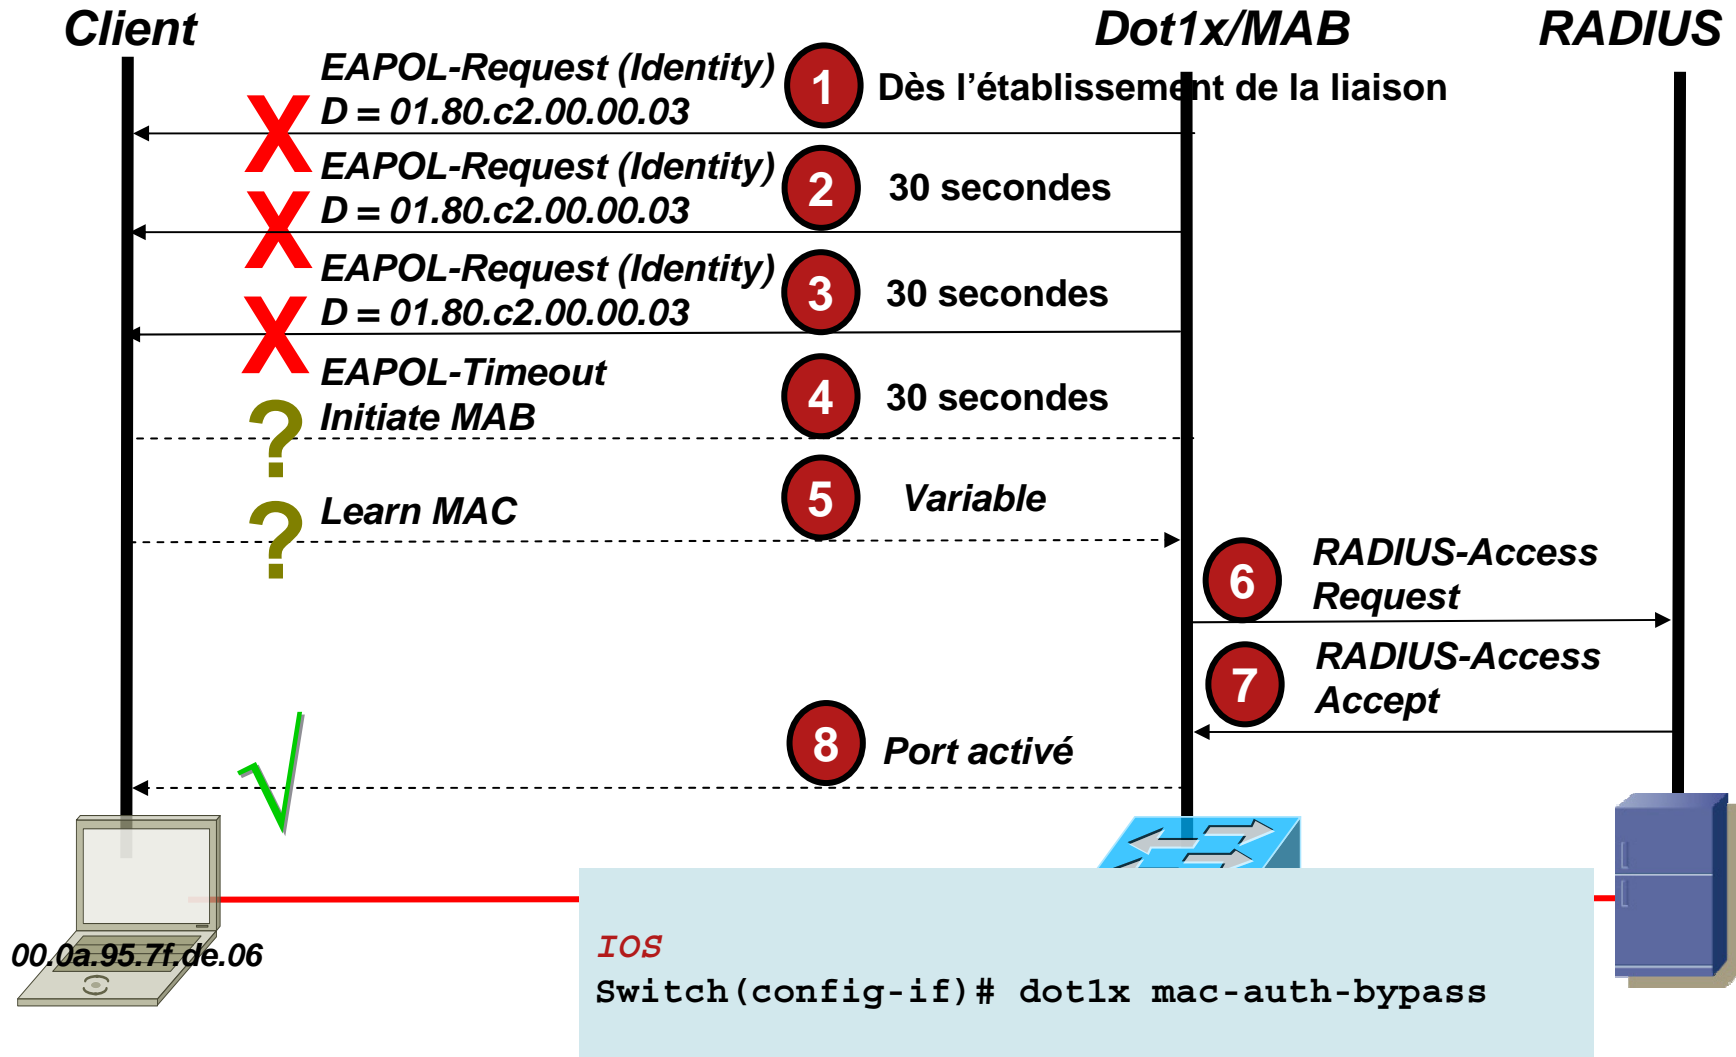 Client
Dot1x/MAB
RADIUS
EAPOL-Request (Identity)
D = 01.80.c2.00.00.03
1
Dès l'établissement de la liaison
X
EAPOL-Request (Identity)
D = 01.80.c2.00.00.03
2
30 secondes
X
EAPOL-Request (Identity)
D = 01.80.c2.00.00.03
3
30 secondes
X
EAPOL-Timeout
Initiate MAB
4
30 secondes
?
Learn MAC
5
Variable
?
6
RADIUS-Access
Request
7
RADIUS-Access
Accept
8
Port activé
00.0a.95.7f.de.06
IOS
Switch(config-if)# dot1x mac-auth-bypass